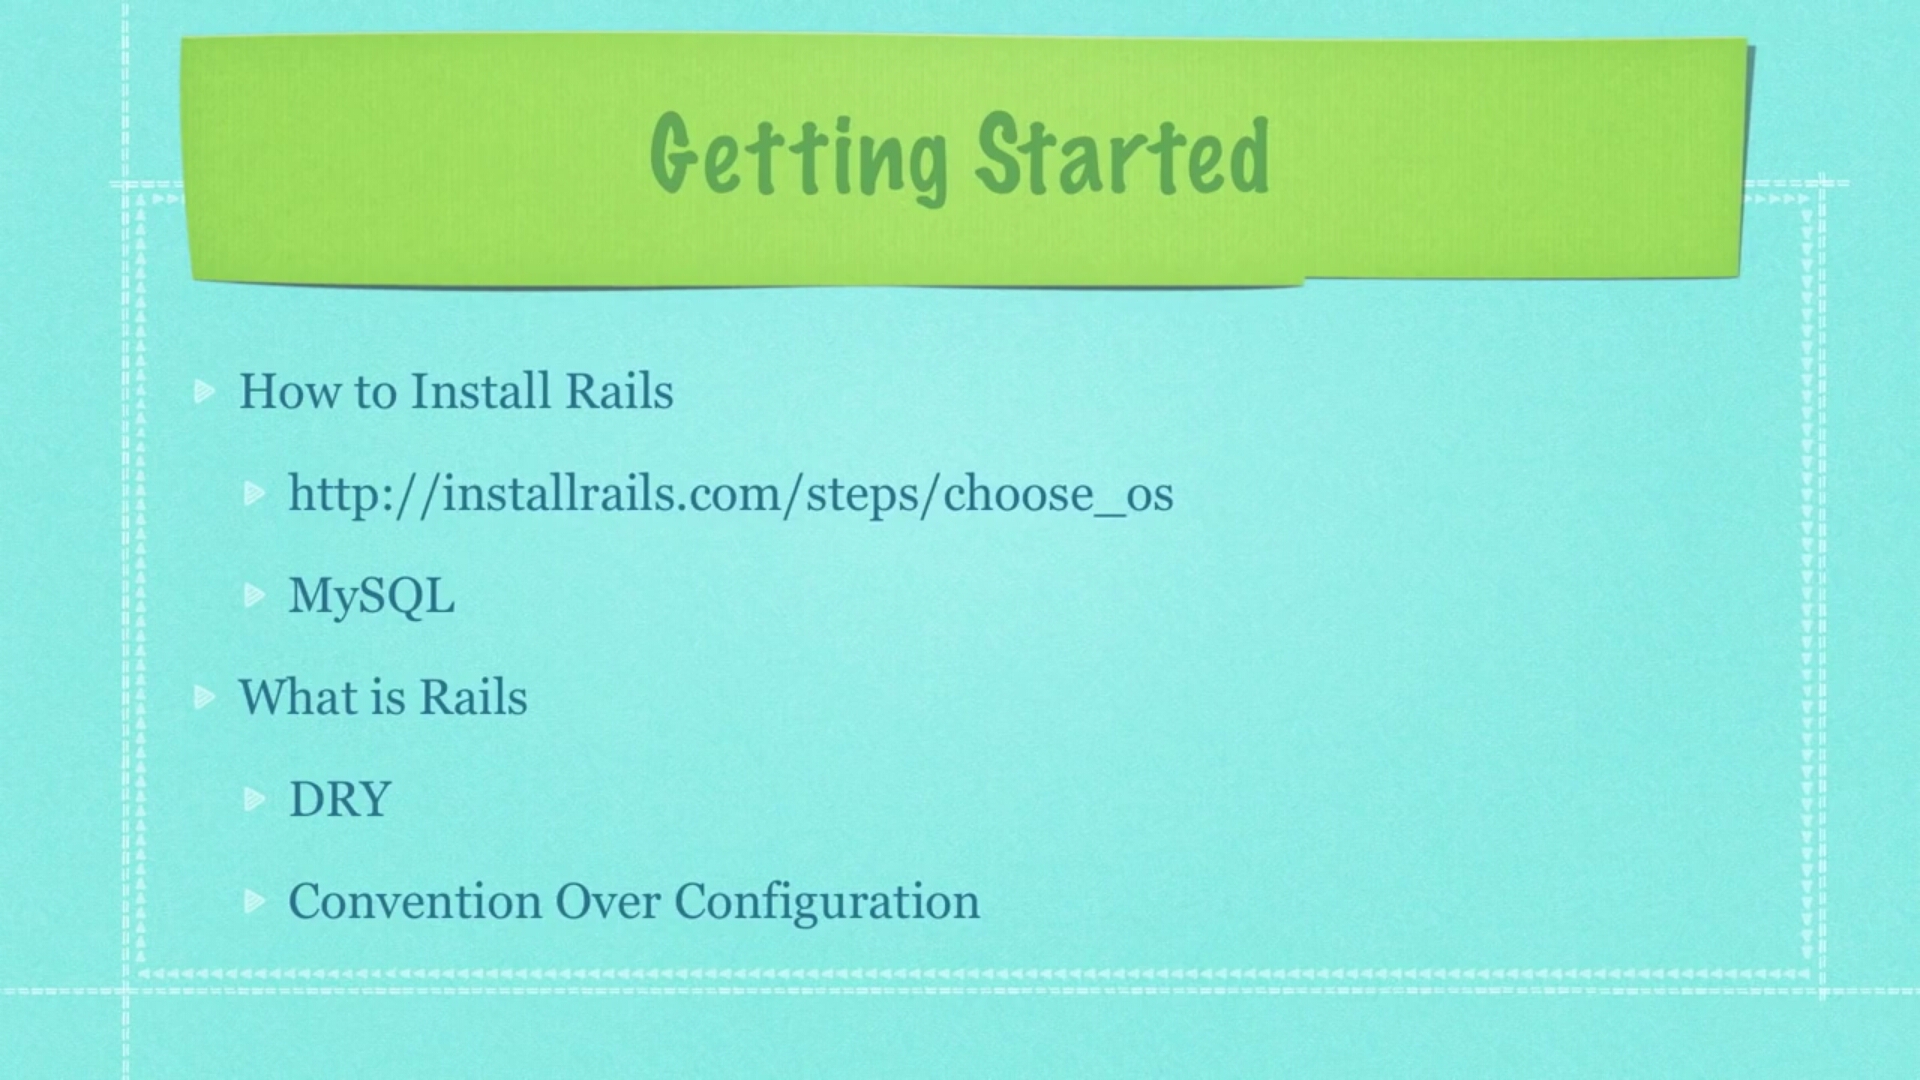 Getting Started
How to Install Rails
http://installrails.com/steps/choose_os
MySQL
What is Rails
DRY
Convention Over Configuration